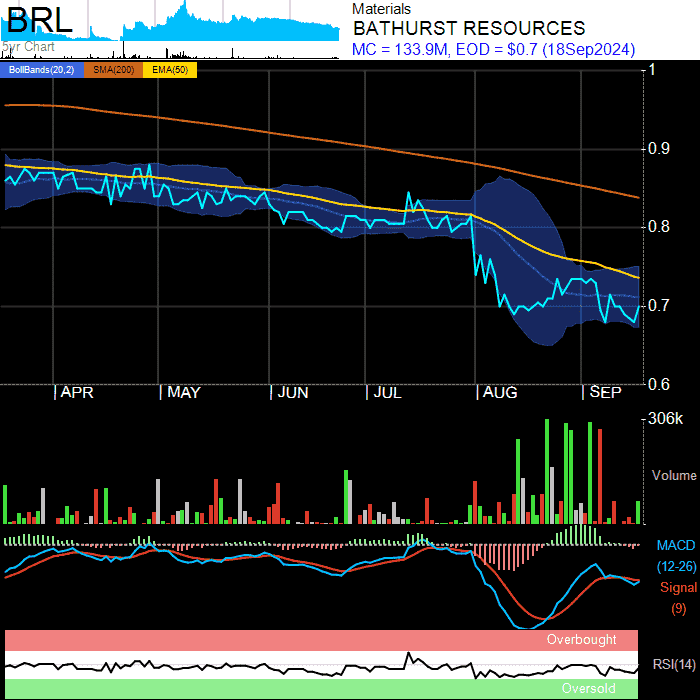 BRL
5yr Chart
Materials
BATHURST RESOURCES
MC = 133.9M, EOD = $0.7 (18Sep2024)
BollBands(20,2) SMA(200) EMA(50)
1
0.9
0.8
0.7
0.6
APR MAY JUN JUL AUG SEP
306k
Volume
MACD
(12-26)
Signal
(9)
Overbought
RSI(14)
Oversold